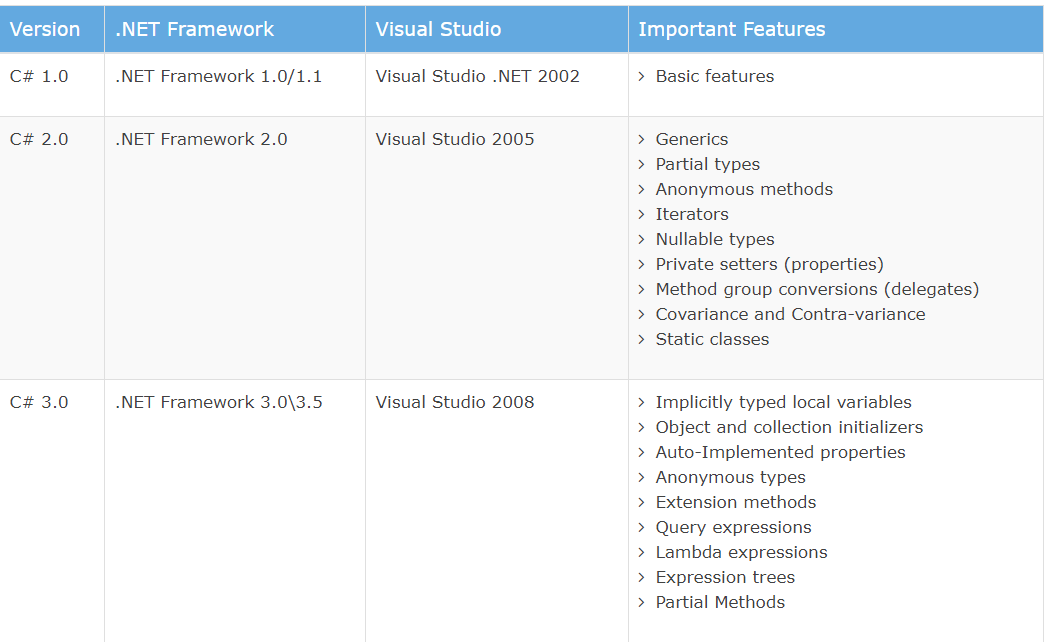 Version .NET Framework Visual Studio Important Features
C# 1.0 .NET Framework 1.0/1.1 Visual Studio .NET 2002 > Basic features
C# 2.0 .NET Framework 2.0 Visual Studio 2005 > Generics
> Partial types
> Anonymous methods
> Iterators
> Nullable types
> Private setters (properties)
> Method group conversions (delegates)
> Covariance and Contra-variance
> Static classes
C# 3.0 .NET Framework 3.0\3.5 Visual Studio 2008 > Implicitly typed local variables
> Object and collection initializers
> Auto-Implemented properties
> Anonymous types
> Extension methods
> Query expressions
> Lambda expressions
> Expression trees
> Partial Methods